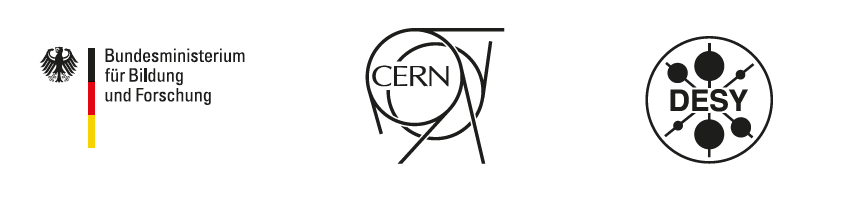 Bundesministerium
für Bildung
und Forschung
CERN
DESY